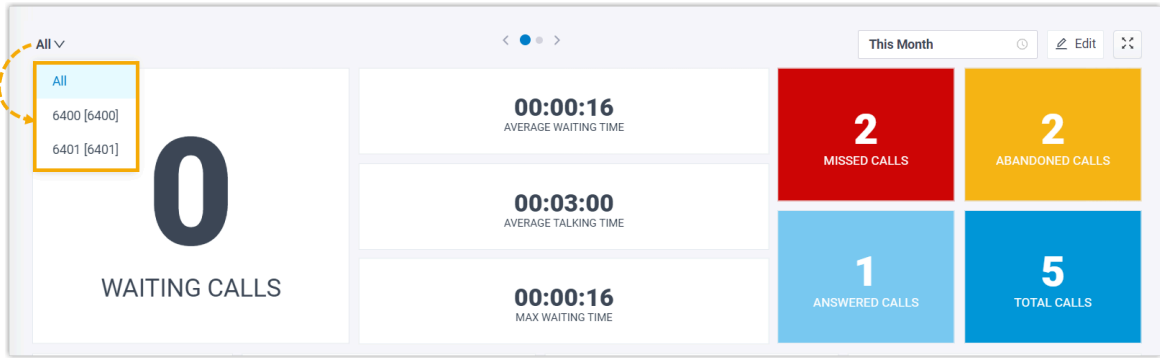 All
This Month
Edit
All
6400 [6400]
6401 [6401]
0
WAITING CALLS
00:00:16
AVERAGE WAITING TIME
00:03:00
AVERAGE TALKING TIME
00:00:16
MAX WAITING TIME
2
MISSED CALLS
2
ABANDONED CALLS
1
ANSWERED CALLS
5
TOTAL CALLS